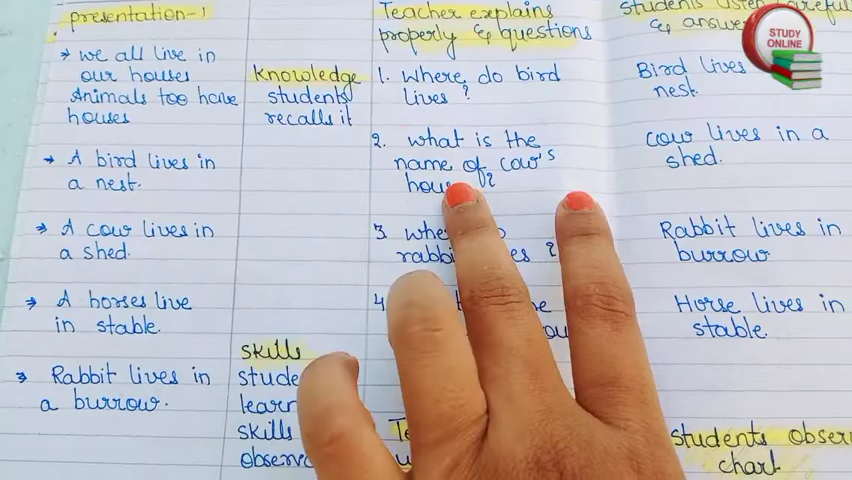 presentation-1
→ we all live in
our houses
Animals too have
houses
→ A bird lives in
a nest.
→ A cow lives in
a shed.
→ A horses live
in stable.
→ Rabbit lives in
a burrow.
Knowledge
students
recalls it
skills
learn
skills
Teacher explains
properly & questions
1. Where do bird
lives?
2. what is the
name of cow's
3.
4.
students listen
& answer
Bird lives
nest.
cow lives in a
shed.
Rabbit lives in
burrow.
Horse lives in
stable.
students
chart.
STUDY
ONLINE